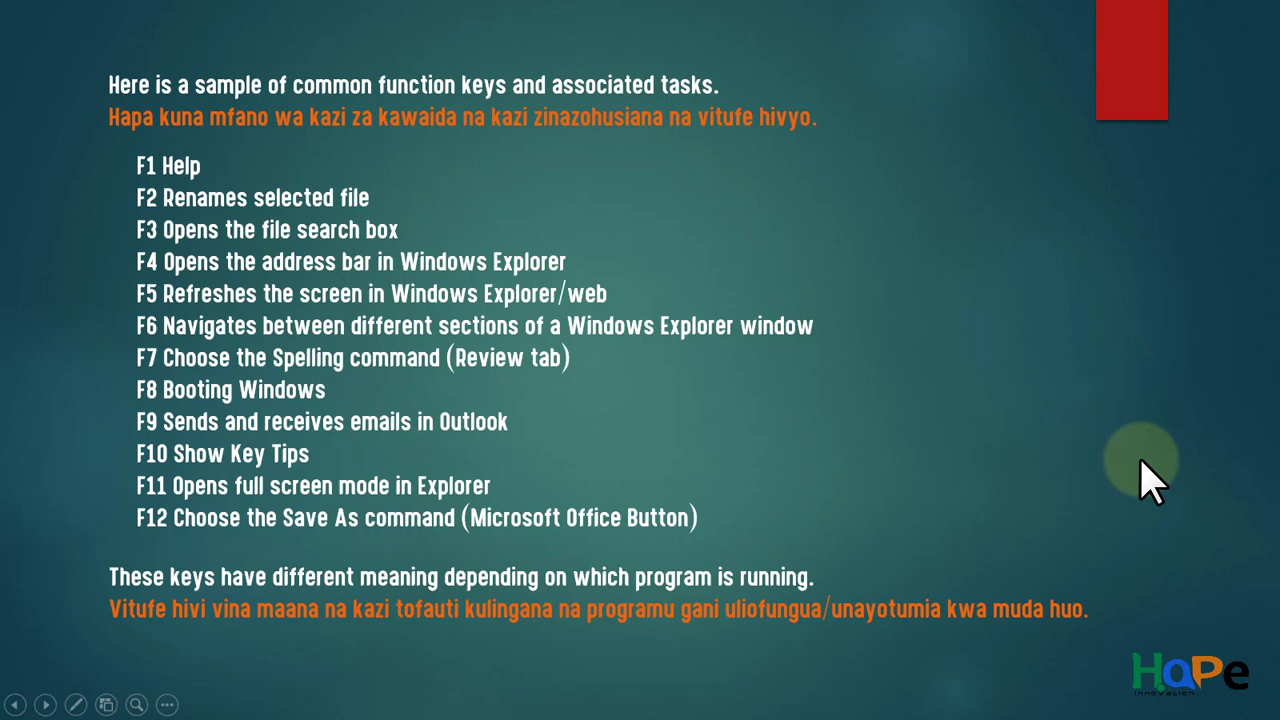 Here is a sample of common function keys and associated tasks.
Hapa kuna mfano wa kazi za kawaida na kazi zinazohusiana na vitufe hivyo.
F1 Help
F2 Renames selected file
F3 Opens the file search box
F4 Opens the address bar in Windows Explorer
F5 Refreshes the screen in Windows Explorer/web
F6 Navigates between different sections of a Windows Explorer window
F7 Choose the Spelling command (Review tab)
F8 Booting Windows
F9 Sends and receives emails in Outlook
F10 Show Key Tips
F11 Opens full screen mode in Explorer
F12 Choose the Save As command (Microsoft Office Button)
These keys have different meaning depending on which program is running.
Vitufe hivi vina maana na kazi tofauti kulingana na programu gani uliofungua/unayotumia kwa muda huo.
HaPe
innovation